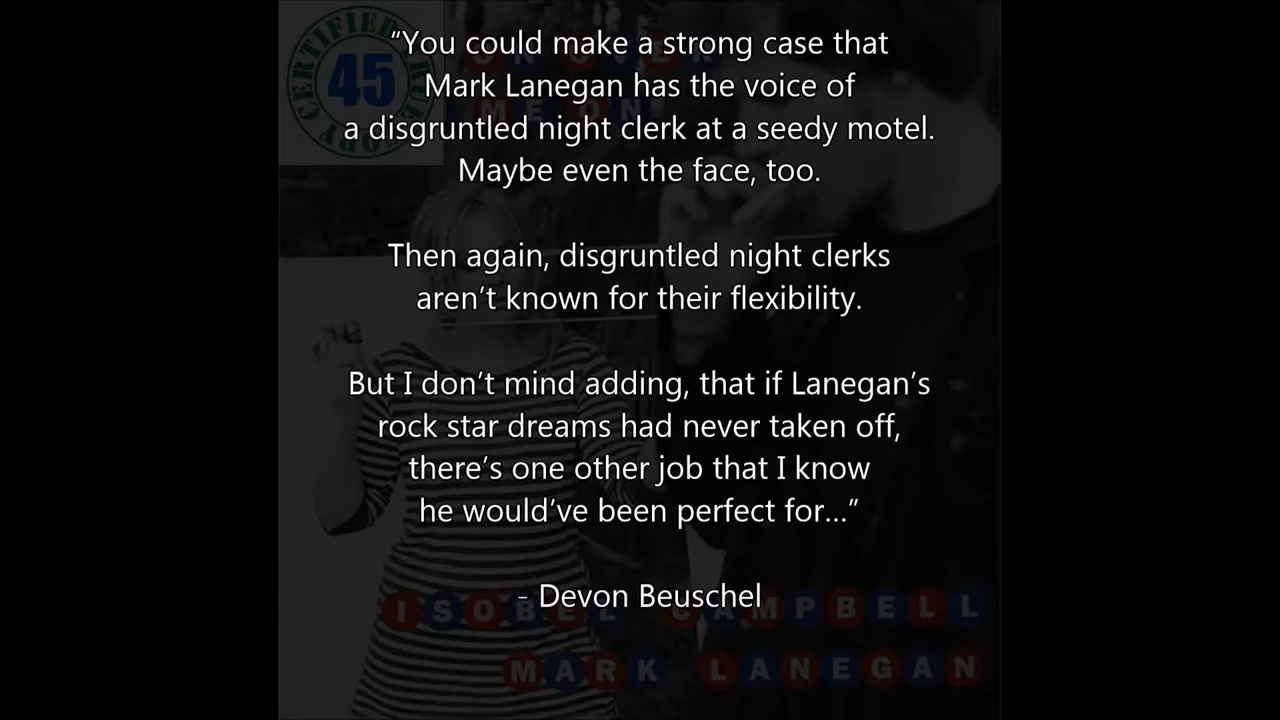 “You could make a strong case that
Mark Lanegan has the voice of
a disgruntled night clerk at a seedy motel.
Maybe even the face, too.
Then again, disgruntled night clerks
aren’t known for their flexibility.
But I don’t mind adding, that if Lanegan’s
rock star dreams had never taken off,
there’s one other job that I know
he would’ve been perfect for...”
- Devon Beuschel
CERTIFIED
45
ISOBEL CAMPBELL
MARK LANEGAN